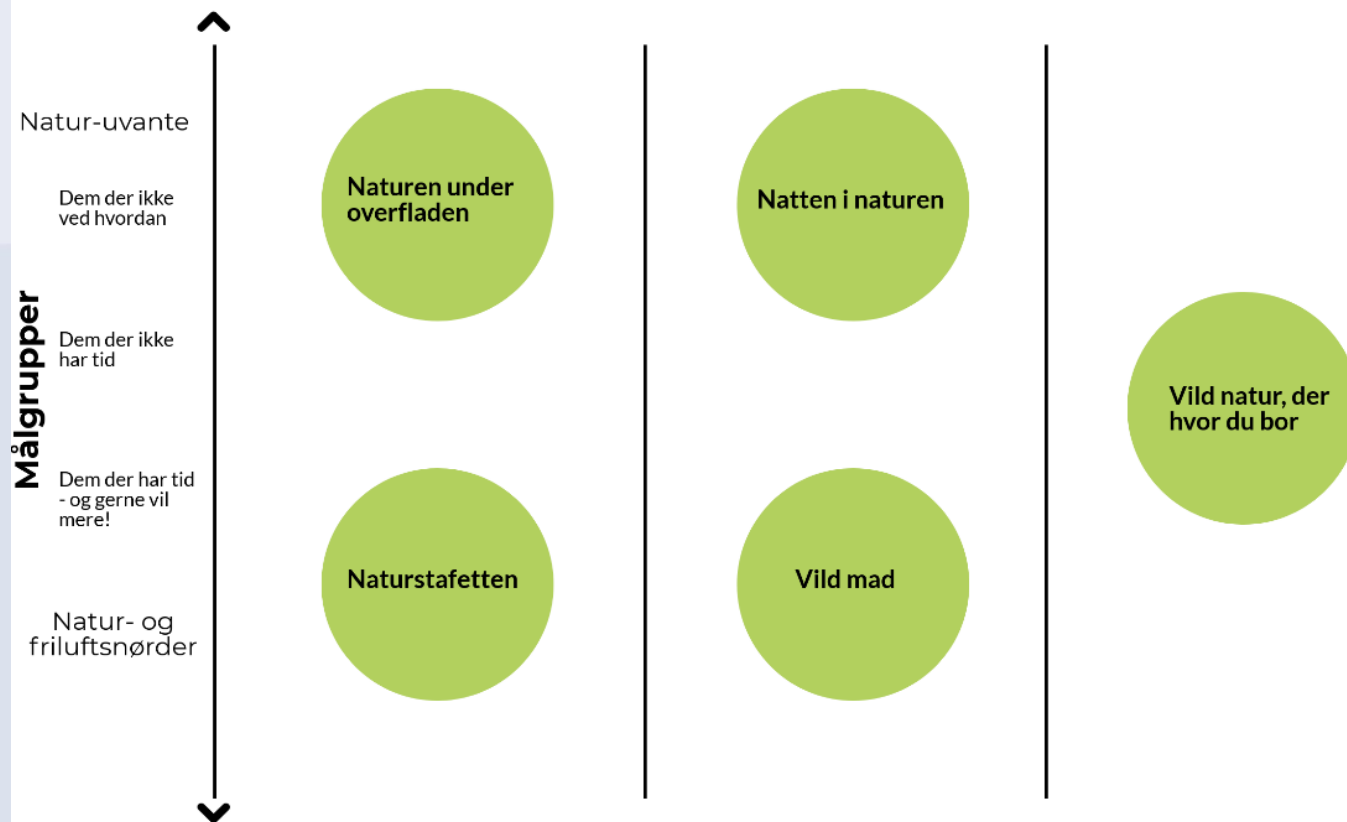 Målgrupper
Natur-uvante
Dem der ikke
ved hvordan
Dem der ikke
har tid
Dem der har tid
- og gerne vil
mere!
Natur- og
friluftsnørder
Naturen under
overfladen
Naturstafetten
Natten i naturen
Vild mad
Vild natur, der
hvor du bor